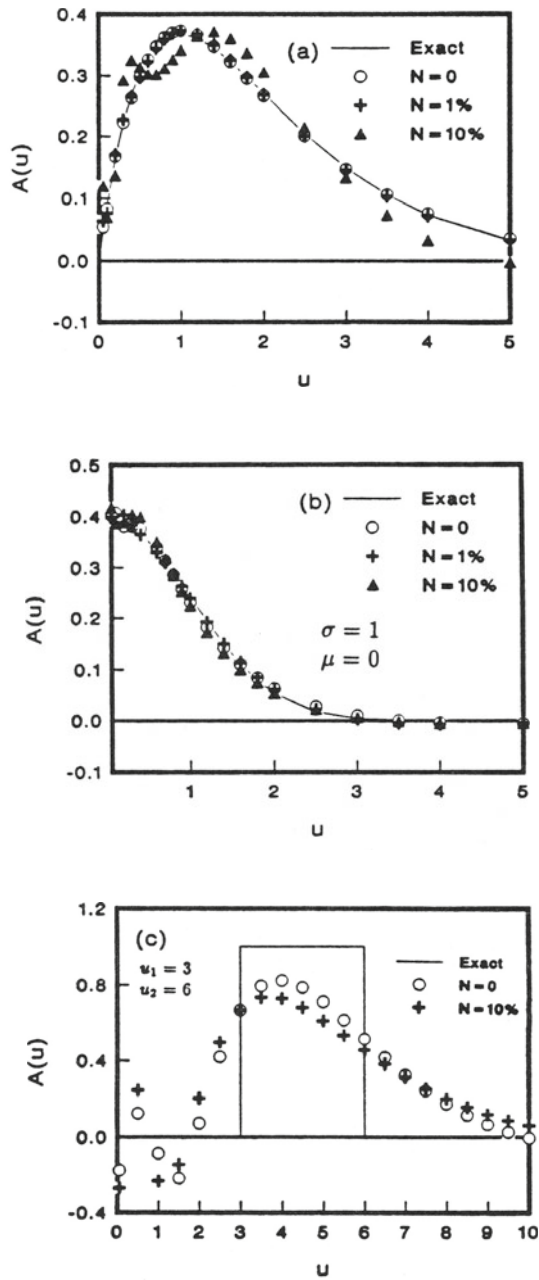 0.4
(a)
Exact
N = 0
0.3
N = 1%
N = 10%
0.2
A(u)
0.1
0.0
-0.1
0 1 2 3 4 5
u
0.5
(b)
Exact
0.4
N = 0
N = 1%
0.3
N = 10%
A(u)
0.2
σ = 1
μ = 0
0.1
0.0
-0.1
1 2 3 4 5
u
1.2
(c)
u₁ = 3
Exact
u₂ = 6
N = 0
0.8
N = 10%
A(u)
0.4
0.0
-0.4
0 1 2 3 4 5 6 7 8 9 10
u